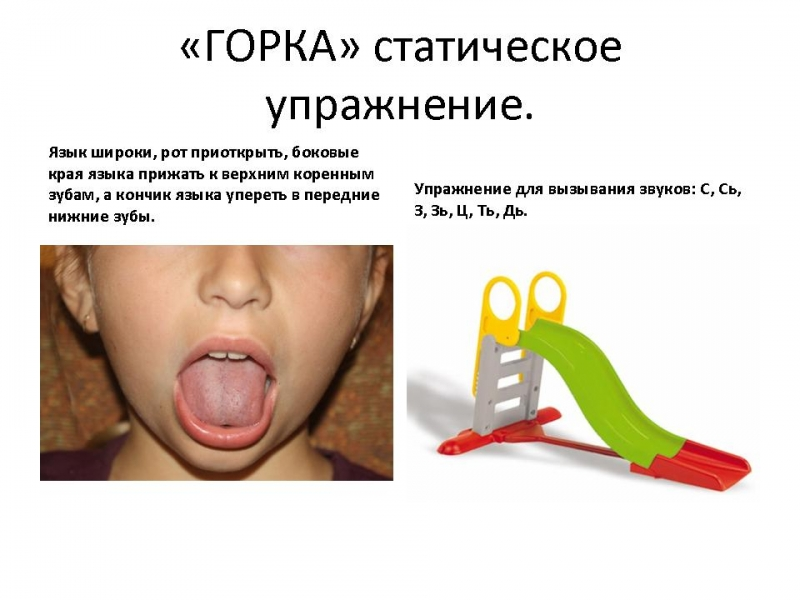 «ГОРКА» статическое
упражнение.
Язык широки, рот приоткрыть, боковые
края языка прижать к верхним коренным
зубам, а кончик языка упереть в передние
нижние зубы.
Упражнение для вызывания звуков: С, Сь,
З, Зь, Ц, Ть, Дь.